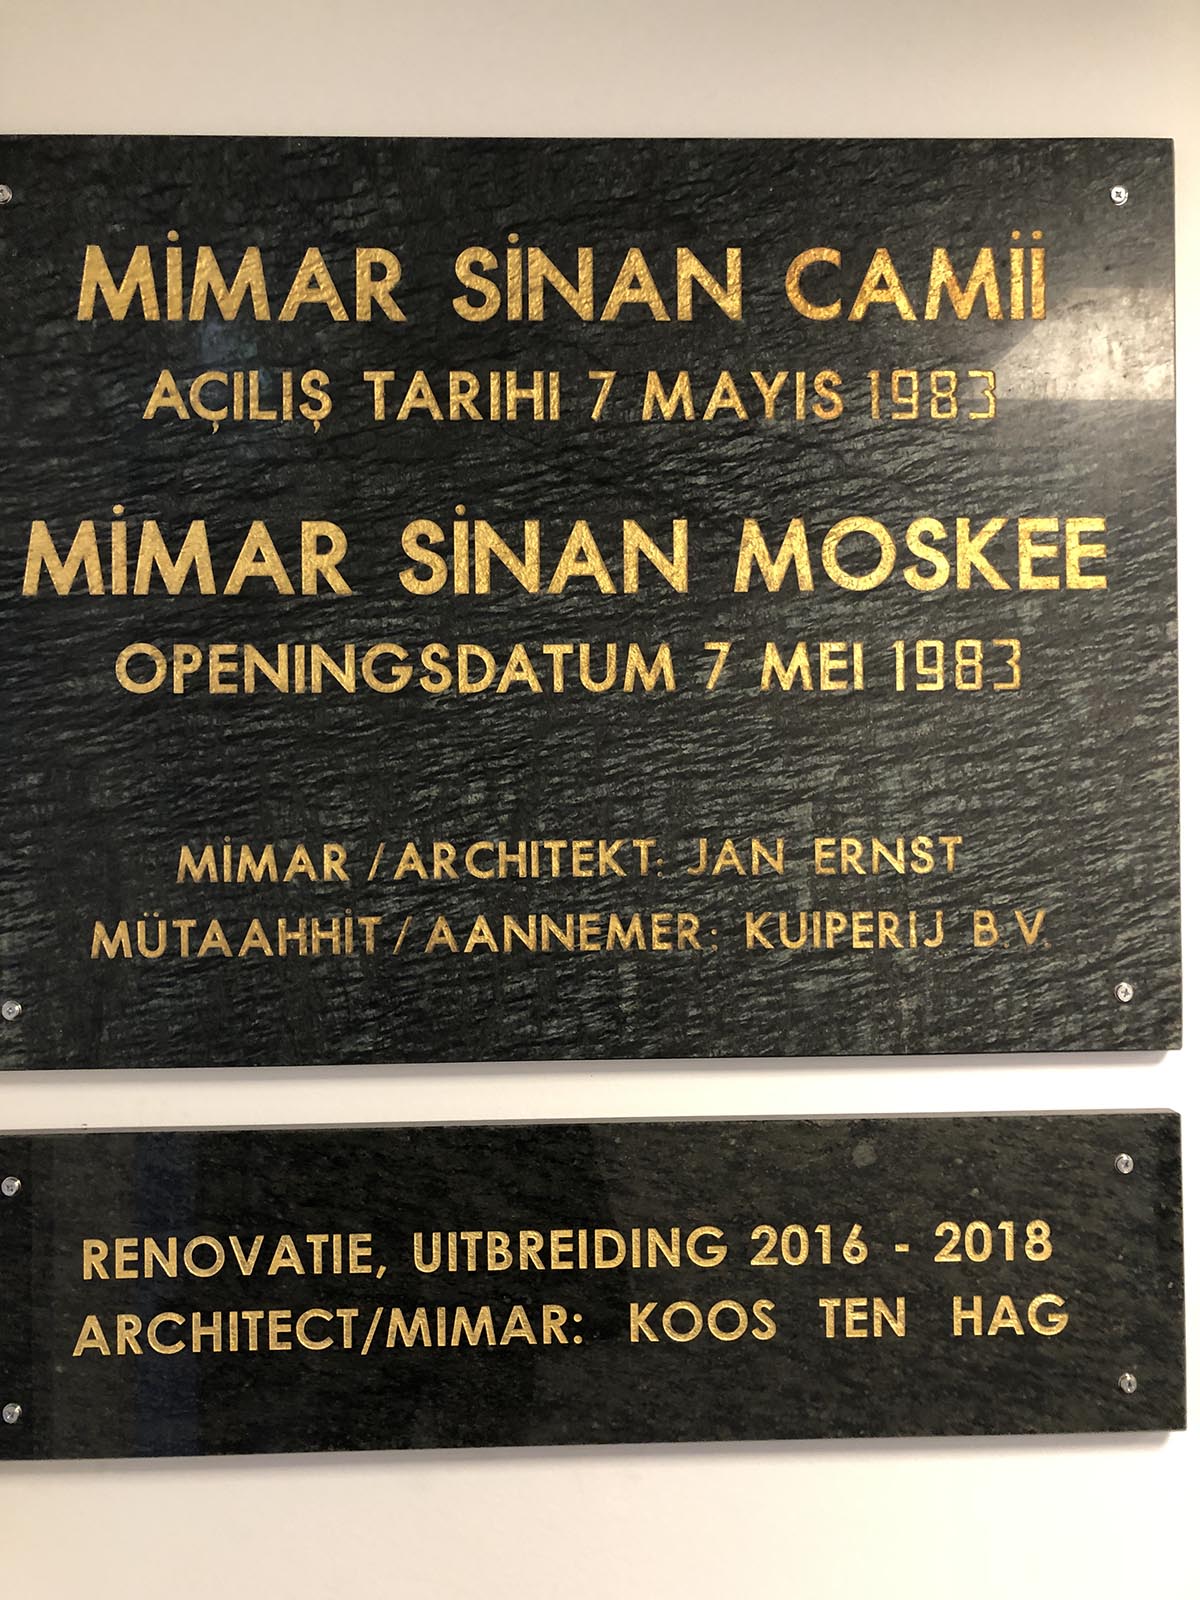 MİMAR SİNAN CAMİİ
AÇILIŞ TARIHI 7 MAYIS 1983
MİMAR SİNAN MOSKEE
OPENINGSDATUM 7 MEI 1983
MİMAR / ARCHITEKT: JAN ERNST
MÜTAAHHİT / AANNEMER: KUIPERIJ B.V.
RENOVATIE, UITBREIDING 2016 - 2018
ARCHITECT/MIMAR: KOOS TEN HAG